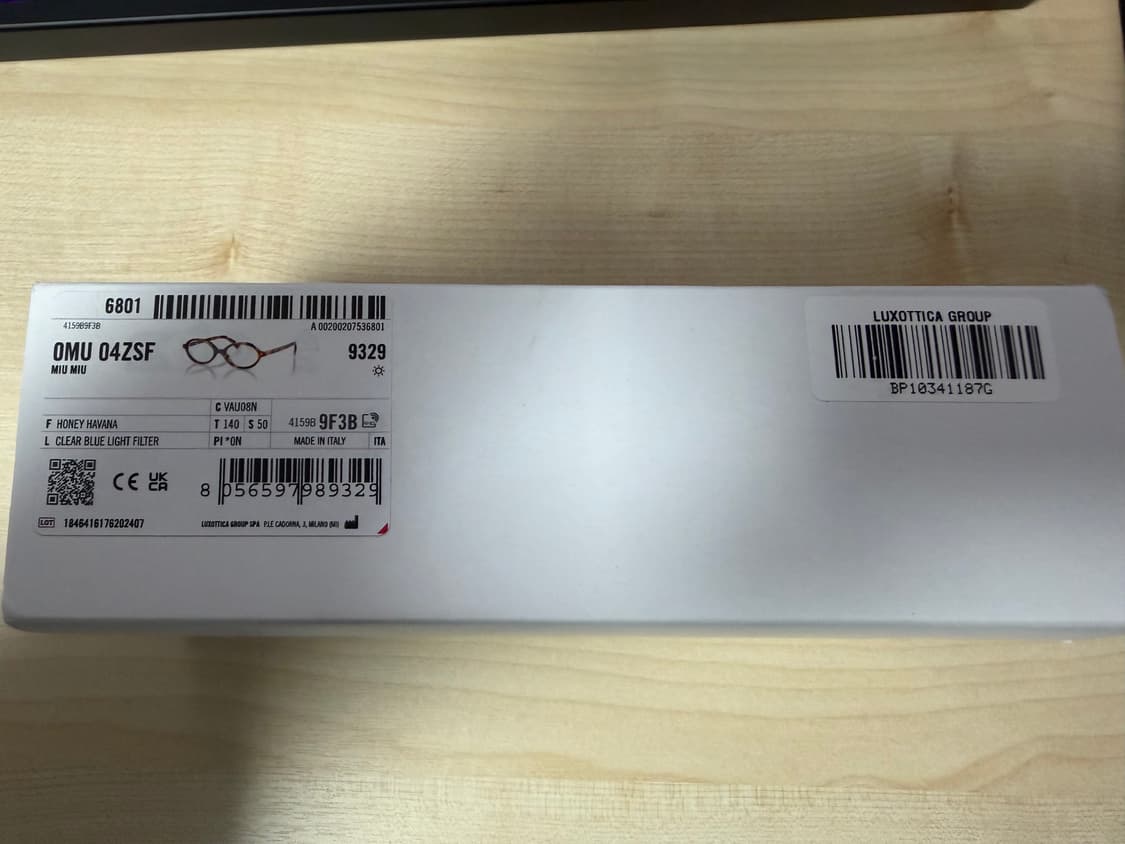 6801
4159B9F3B
A 00200207536801
0MU 04ZSF
MIU MIU
9329
C VAU08N
F HONEY HAVANA
T 140 S 50
4159B 9F3B
L CLEAR BLUE LIGHT FILTER
PI *ON
MADE IN ITALY
ITA
CE UK CA
8 056597 989329
LOT 1846416176202407
LUXOTTICA GROUP SPA P.LE CADORNA, 3, MILANO (MI)
LUXOTTICA GROUP
BP10341187G